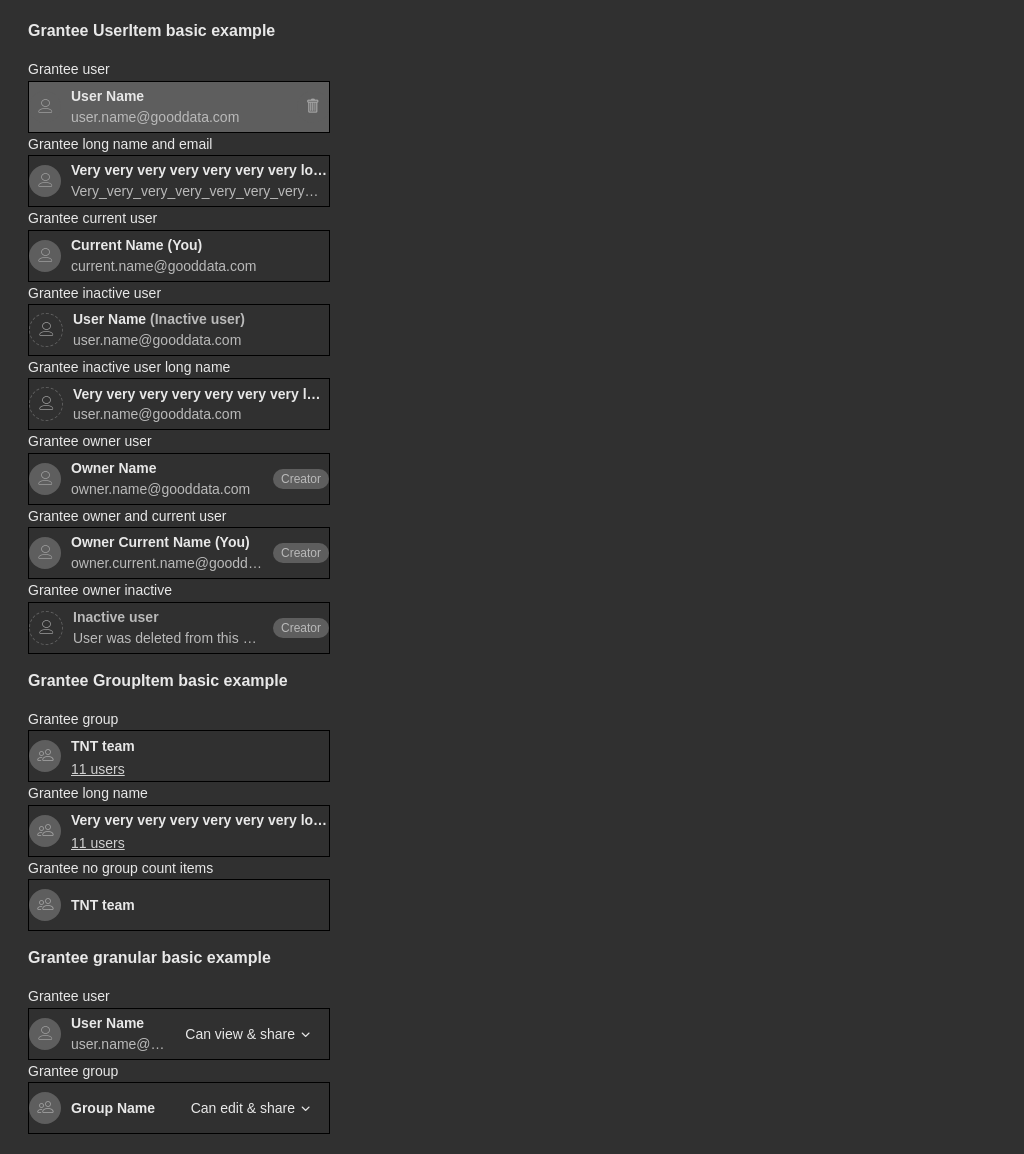 Grantee UserItem basic example
Grantee user
User Name
user.name@gooddata.com
Grantee long name and email
Very very very very very very very lo…
Very_very_very_very_very_very_very…
Grantee current user
Current Name (You)
current.name@gooddata.com
Grantee inactive user
User Name (Inactive user)
user.name@gooddata.com
Grantee inactive user long name
Very very very very very very very l…
user.name@gooddata.com
Grantee owner user
Owner Name
owner.name@gooddata.com
Creator
Grantee owner and current user
Owner Current Name (You)
owner.current.name@goodd…
Creator
Grantee owner inactive
Inactive user
User was deleted from this …
Creator
Grantee GroupItem basic example
Grantee group
TNT team
11 users
Grantee long name
Very very very very very very very lo…
11 users
Grantee no group count items
TNT team
Grantee granular basic example
Grantee user
User Name
user.name@…
Can view & share
Grantee group
Group Name
Can edit & share